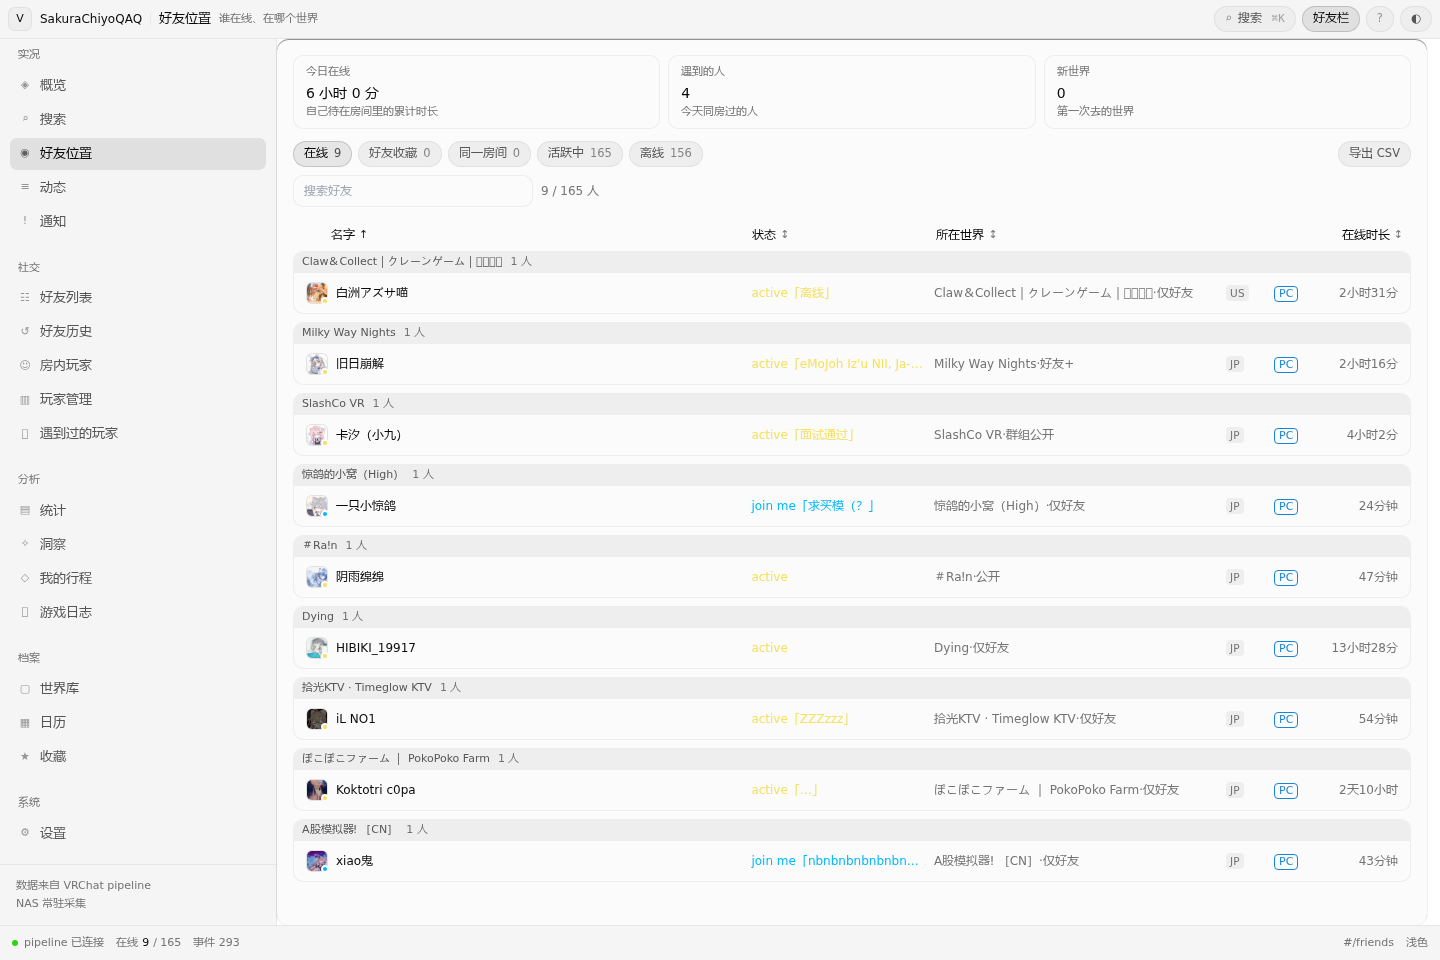 V SakuraChiyoQAQ 好友位置 谁在线、在哪个世界
搜索 ⌘K 好友栏 ?
实况
概览
搜索
好友位置
动态
通知
社交
好友列表
好友历史
房内玩家
玩家管理
遇到过的玩家
分析
统计
洞察
我的行程
游戏日志
档案
世界库
日历
收藏
系统
设置
数据来自 VRChat pipeline
NAS 常驻采集
今日在线
6 小时 0 分
自己待在房间里的累计时长
遇到的人
4
今天同房过的人
新世界
0
第一次去的世界
在线 9 好友收藏 0 同一房间 0 活跃中 165 离线 156 导出 CSV
搜索好友 9 / 165 人
名字 ↑ 状态 ↕ 所在世界 ↕ 在线时长 ↕
Claw&Collect | クレーンゲーム | 1 人
白洲アズサ喵 active「离线」 Claw&Collect | クレーンゲーム | ·仅好友 US PC 2小时31分
Milky Way Nights 1 人
旧日崩解 active「eMoJoh Iz'u NII, Ja-... Milky Way Nights·好友+ JP PC 2小时16分
SlashCo VR 1 人
卡汐（小九） active「面试通过」 SlashCo VR·群组公开 JP PC 4小时2分
惊鸽的小窝（High） 1 人
一只小惊鸽 join me「求买模（？」 惊鸽的小窝（High）·仅好友 JP PC 24分钟
＃Ra!n 1 人
阴雨绵绵 active ＃Ra!n·公开 JP PC 47分钟
Dying 1 人
HIBIKI_19917 active Dying·仅好友 JP PC 13小时28分
拾光KTV · Timeglow KTV 1 人
iL NO1 active「ZZZzzz」 拾光KTV · Timeglow KTV·仅好友 JP PC 54分钟
ぽこぽこファーム ｜ PokoPoko Farm 1 人
Koktotri c0pa active「...」 ぽこぽこファーム ｜ PokoPoko Farm·仅好友 JP PC 2天10小时
A股模拟器! ［CN］ 1 人
xiao鬼 join me「nbnbnbnbnbnbn... A股模拟器! ［CN］·仅好友 JP PC 43分钟
pipeline 已连接 在线 9 / 165 事件 293
#/friends 浅色